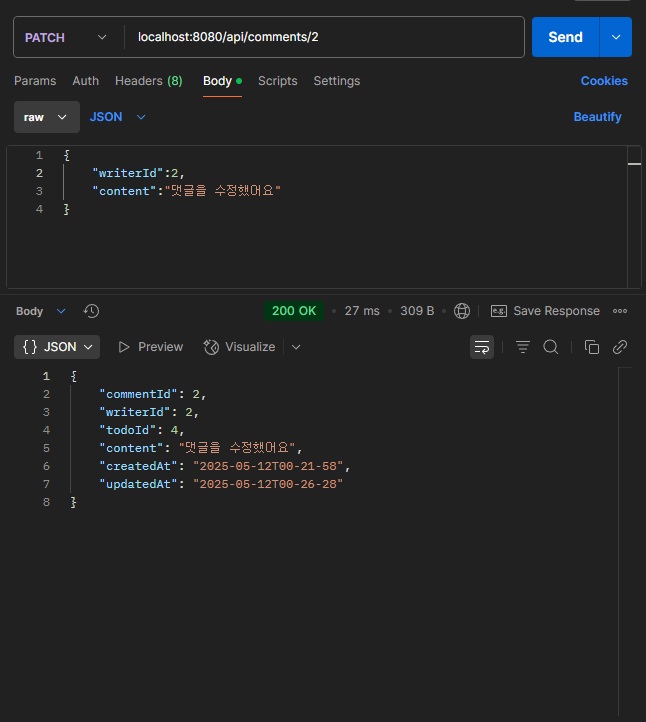 PATCH localhost:8080/api/comments/2 Send
Params Auth Headers (8) Body Scripts Settings Cookies
raw JSON Beautify
1 {
2 "writerId":2,
3 "content":"댓글을 수정했어요"
4 }
Body 200 OK 27 ms 309 B e.g. Save Response
{ } JSON Preview Visualize
1 {
2 "commentId": 2,
3 "writerId": 2,
4 "todoId": 4,
5 "content": "댓글을 수정했어요",
6 "createdAt": "2025-05-12T00-21-58",
7 "updatedAt": "2025-05-12T00-26-28"
8 }